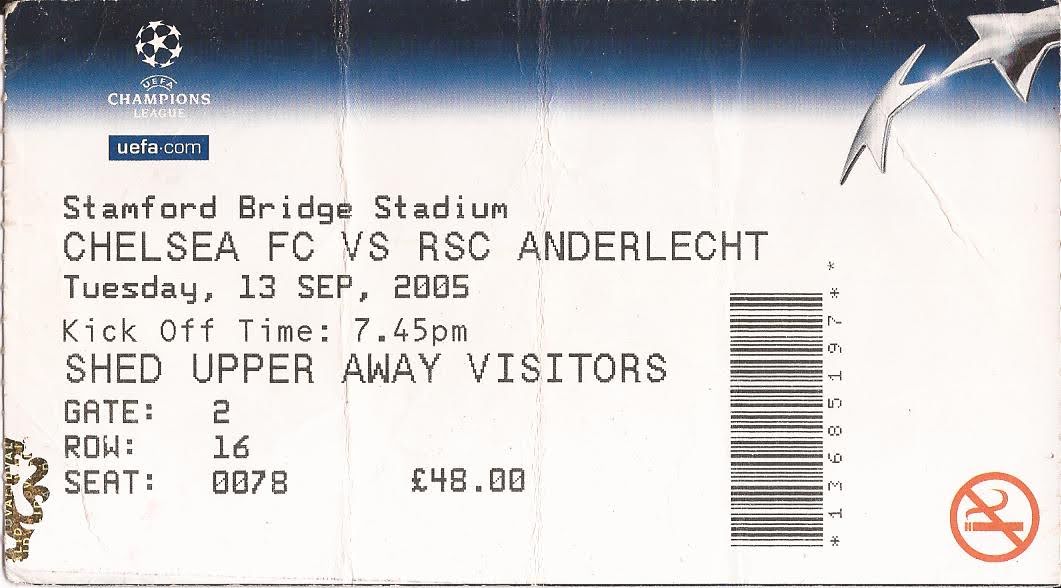 UEFA
CHAMPIONS
LEAGUE
uefa.com
Stamford Bridge Stadium
CHELSEA FC VS RSC ANDERLECHT
Tuesday, 13 SEP, 2005
Kick Off Time: 7.45pm
SHED UPPER AWAY VISITORS
GATE: 2
ROW: 16
SEAT: 0078 £48.00
*13685197*
*